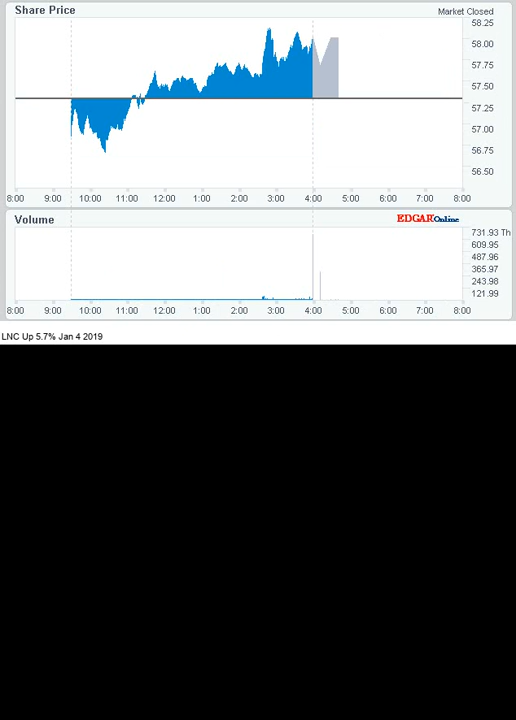 Share Price
Market Closed
58.25
58.00
57.75
57.50
57.25
57.00
56.75
56.50
8:00 9:00 10:00 11:00 12:00 1:00 2:00 3:00 4:00 5:00 6:00 7:00 8:00
Volume
EDGAR Online
731.93 Th
609.95
487.96
365.97
243.98
121.99
8:00 9:00 10:00 11:00 12:00 1:00 2:00 3:00 4:00 5:00 6:00 7:00 8:00
LNC Up 5.7% Jan 4 2019